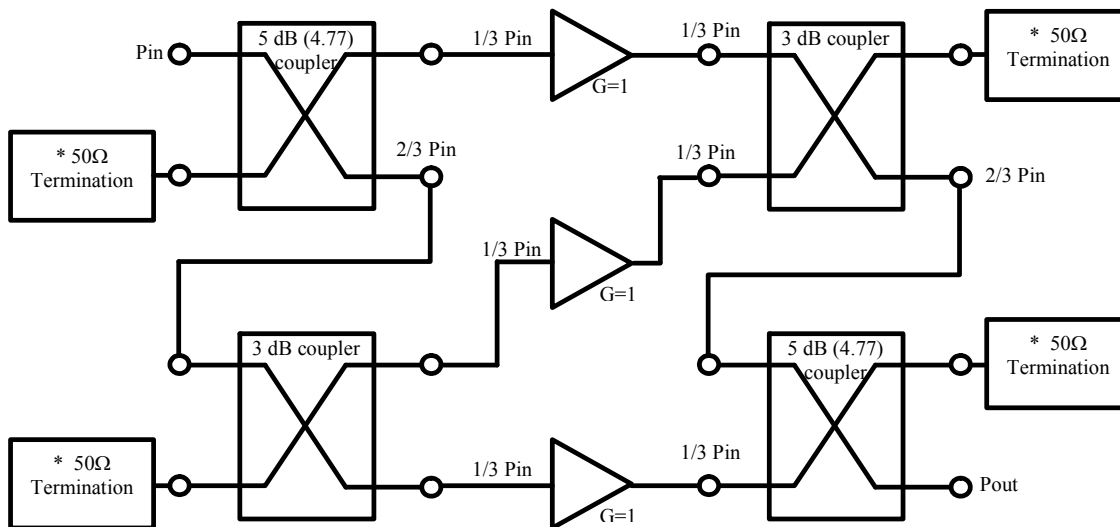 Pin
5 dB (4.77)
coupler
1/3 Pin
G=1
1/3 Pin
3 dB coupler
* 50Ω
Termination
* 50Ω
Termination
2/3 Pin
1/3 Pin
2/3 Pin
1/3 Pin
G=1
3 dB coupler
5 dB (4.77)
coupler
* 50Ω
Termination
* 50Ω
Termination
1/3 Pin
G=1
1/3 Pin
Pout